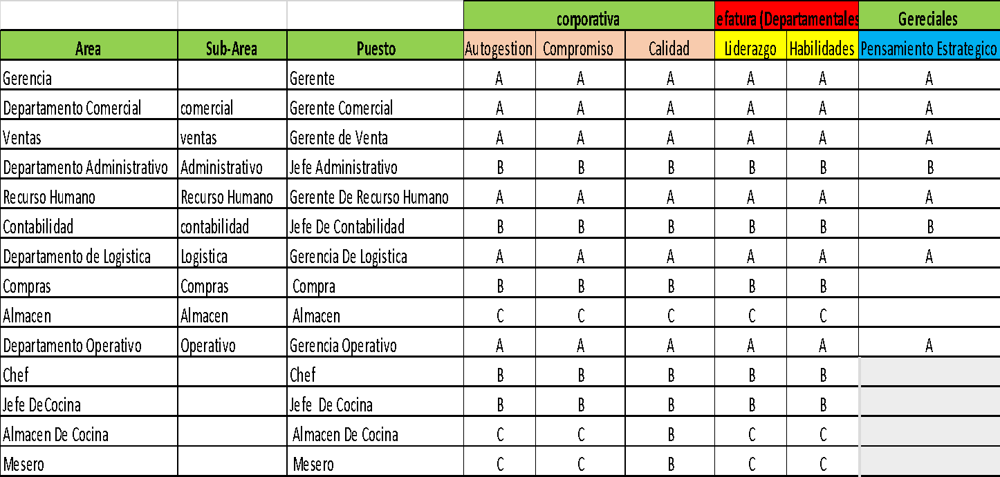 corporativa efatura (Departamentales Gereciales
Area Sub-Area Puesto Autogestion Compromiso Calidad Liderazgo Habilidades Pensamiento Estrategico
Gerencia Gerente A A A A A A
Departamento Comercial comercial Gerente Comercial A A A A A A
Ventas ventas Gerente de Venta A A A A A A
Departamento Administrativo Administrativo Jefe Administrativo B B B B B B
Recurso Humano Recurso Humano Gerente De Recurso Humano A A A A A A
Contabilidad contabilidad Jefe De Contabilidad B B B B B B
Departamento de Logistica Logistica Gerencia De Logistica A A A A A A
Compras Compras Compra B B B B B
Almacen Almacen Almacen C C C C C
Departamento Operativo Operativo Gerencia Operativo A A A A A A
Chef Chef B B B B B
Jefe DeCocina Jefe De Cocina B B B B B
Almacen De Cocina Almacen De Cocina C C B C C
Mesero Mesero C C B C C